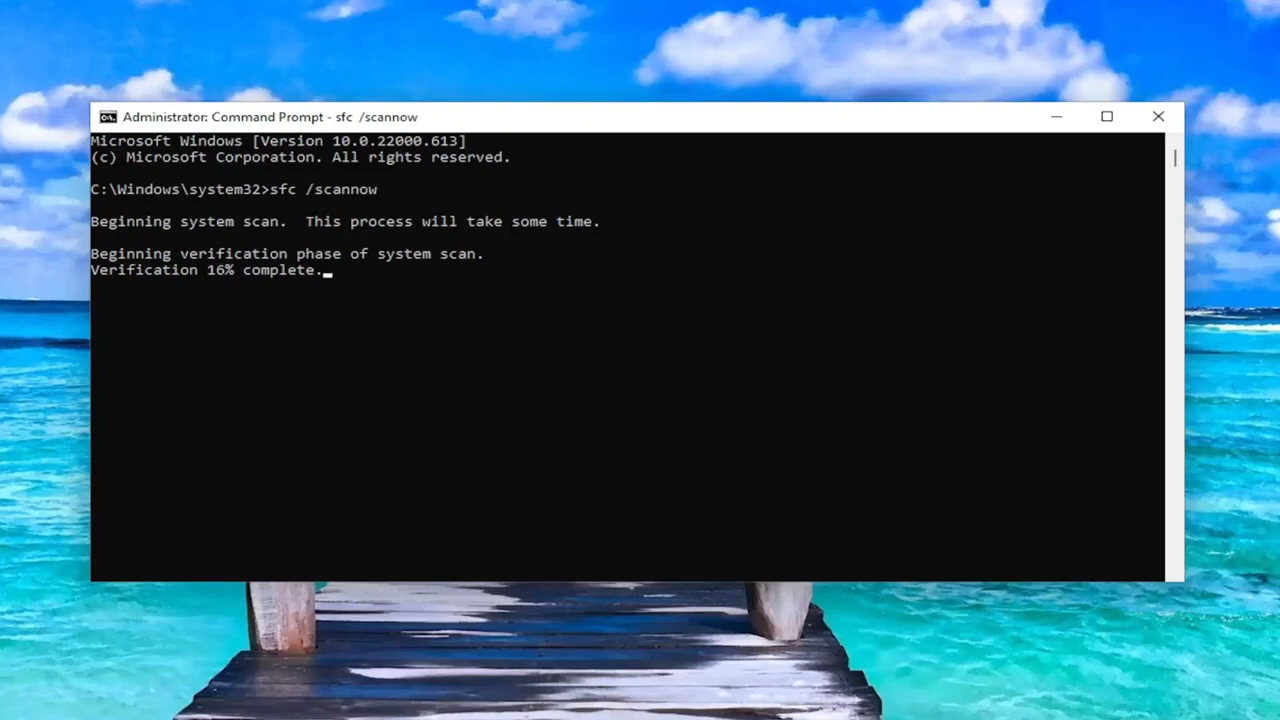 Administrator: Command Prompt - sfc /scannow
Microsoft Windows [Version 10.0.22000.613]
(c) Microsoft Corporation. All rights reserved.
C:\Windows\system32>sfc /scannow
Beginning system scan.  This process will take some time.
Beginning verification phase of system scan.
Verification 16% complete.